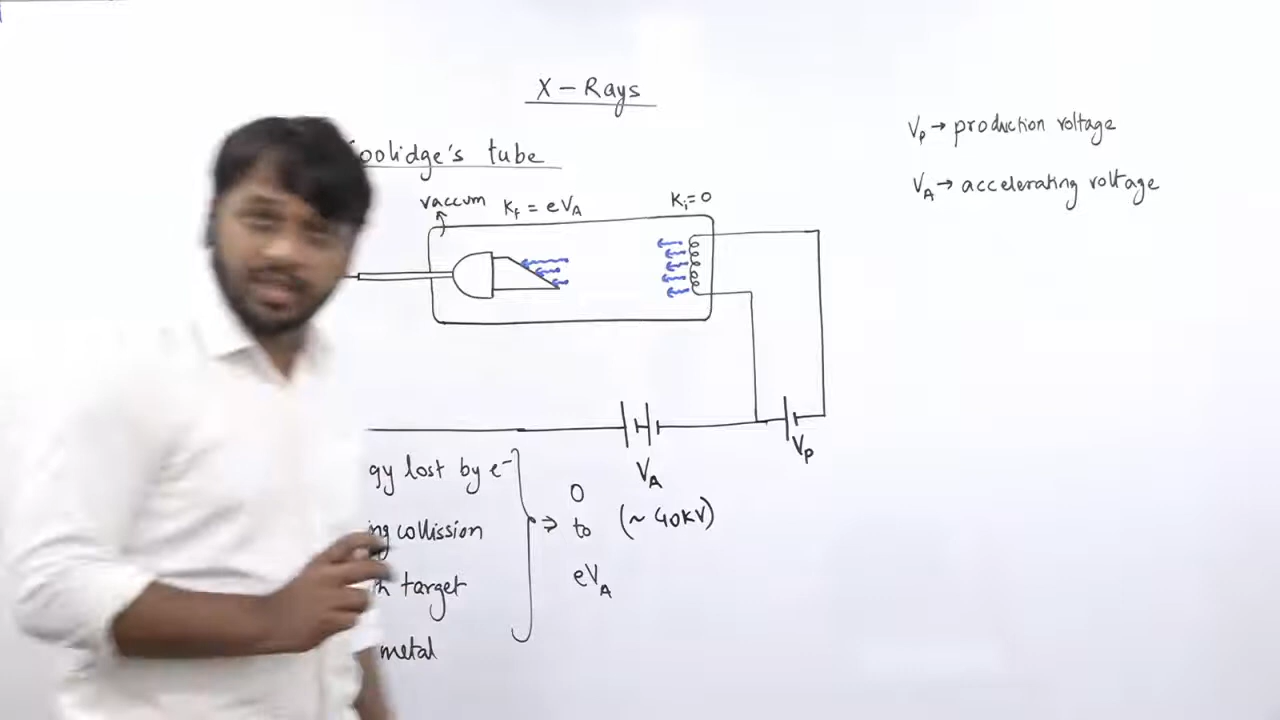 X - Rays
oolidge's tube
vaccum
K_f = eV_A
K_i = 0
V_P → production voltage
V_A → accelerating voltage
V_A
V_P
gy lost by e⁻
ing collission
target
metal
⇒ 0 to eV_A
(~ 40KV)